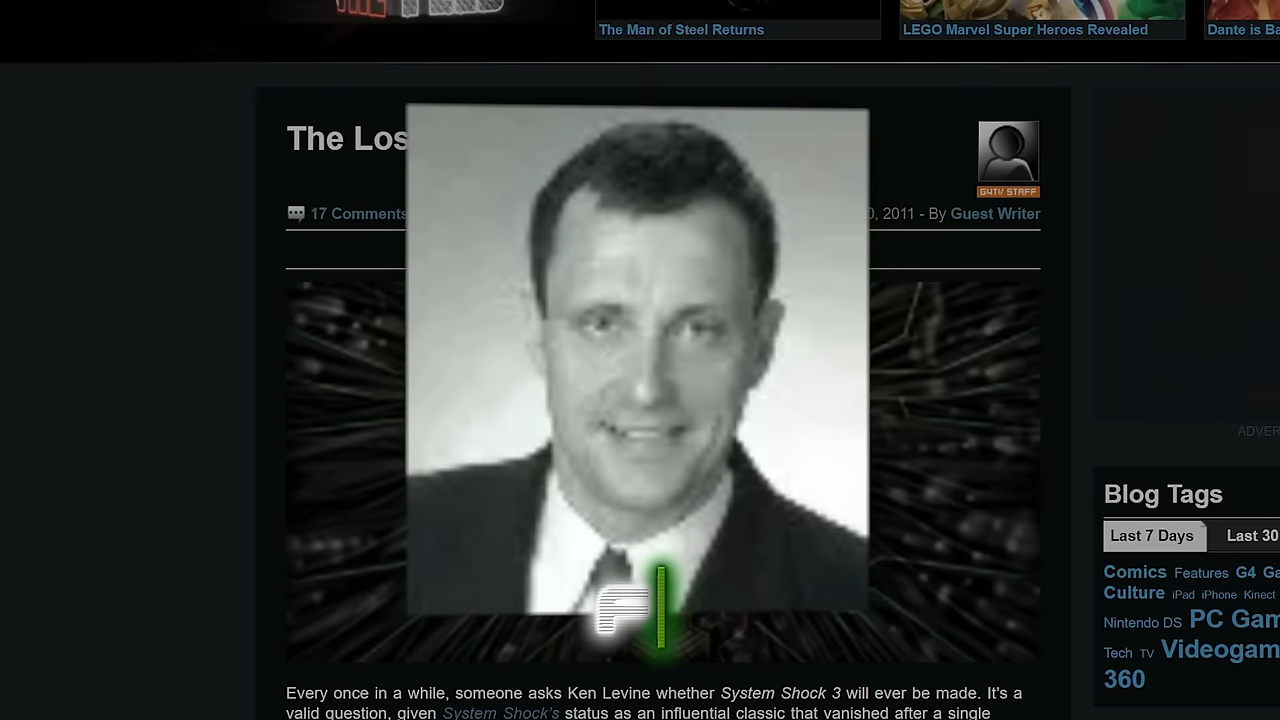 The Man of Steel Returns
LEGO Marvel Super Heroes Revealed
Dante is Ba
The Los
G4TV STAFF
17 Comments
0, 2011 - By Guest Writer
F
ADVER
Blog Tags
Last 7 Days
Last 30
Comics Features G4 Ga
Culture iPad iPhone Kinect
Nintendo DS PC Gam
Tech TV Videogam
360
Every once in a while, someone asks Ken Levine whether System Shock 3 will ever be made. It's a
valid question, given System Shock's status as an influential classic that vanished after a single